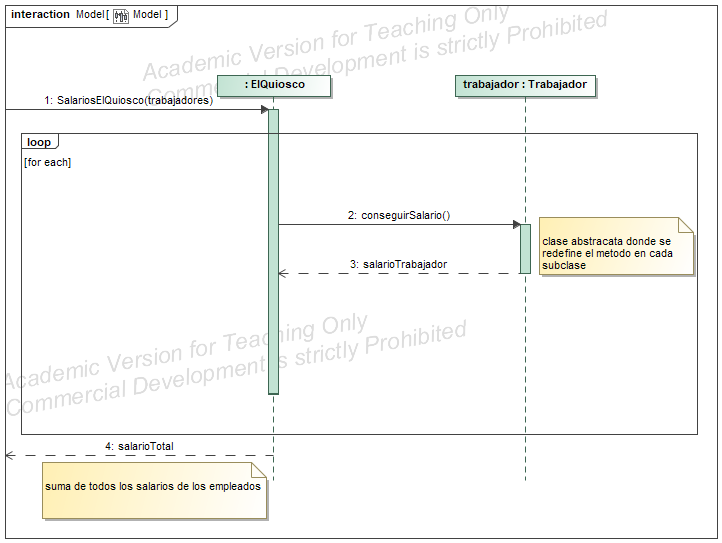 interaction Model[ Model ]
Academic Version for Teaching Only
Commercial Development is strictly Prohibited
: ElQuiosco
trabajador : Trabajador
1: SalariosElQuiosco(trabajadores)
loop
[for each]
2: conseguirSalario()
clase abstracata donde se
redefine el metodo en cada
subclase
3: salarioTrabajador
Academic Version for Teaching Only
Commercial Development is strictly Prohibited
4: salarioTotal
suma de todos los salarios de los empleados